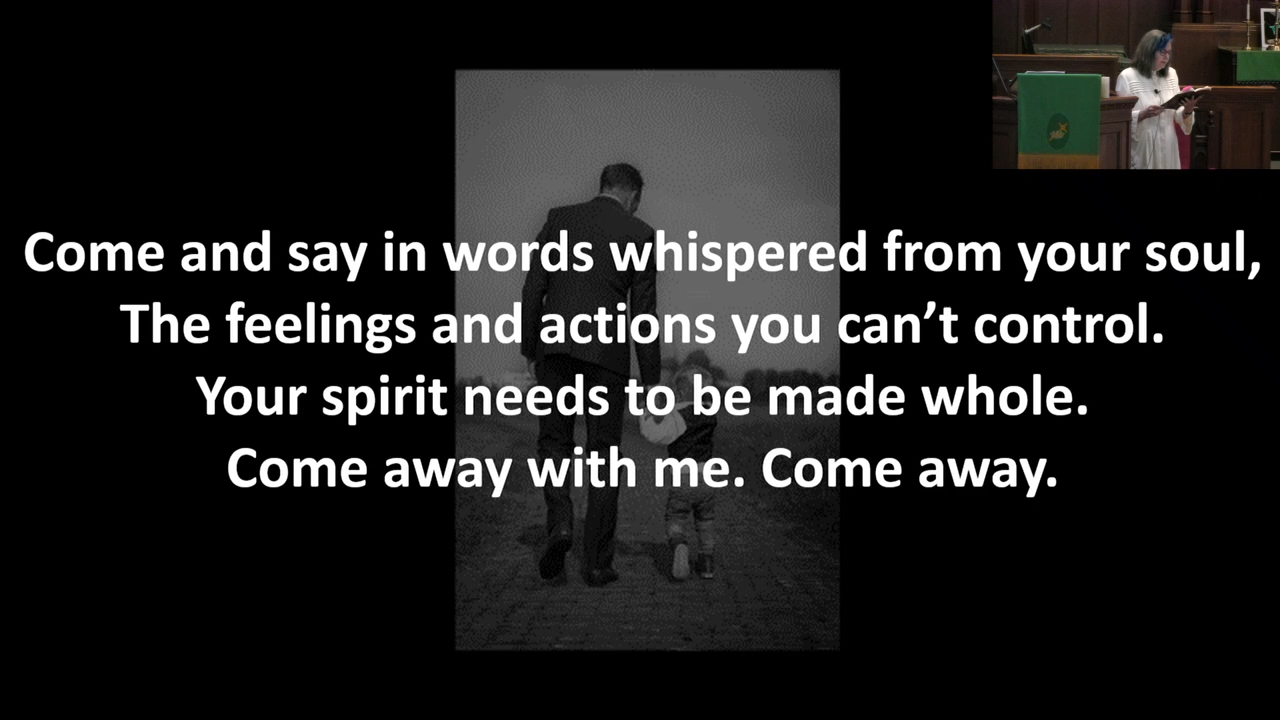 Come and say in words whispered from your soul,
The feelings and actions you can’t control.
Your spirit needs to be made whole.
Come away with me. Come away.